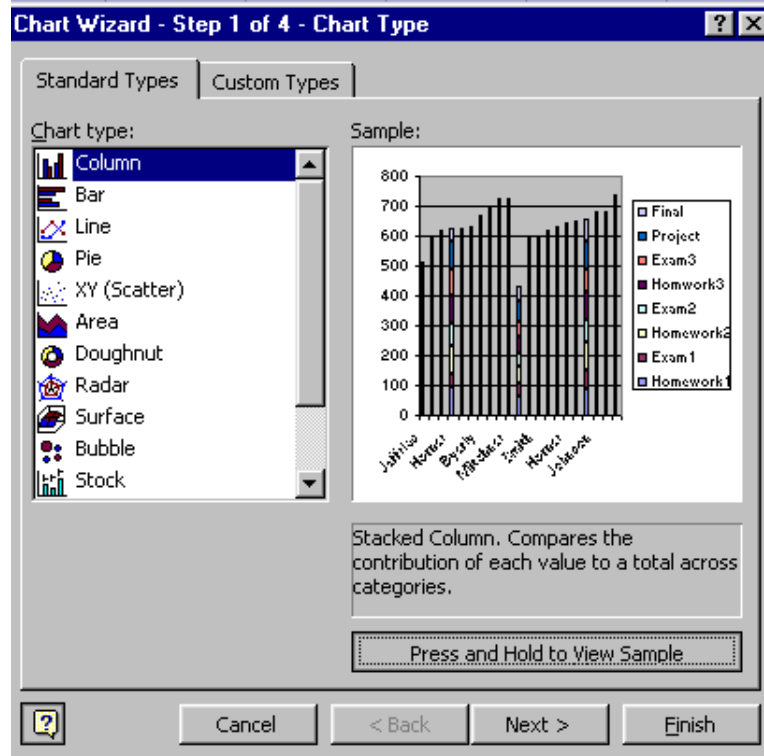 Chart Wizard - Step 1 of 4 - Chart Type
Standard Types
Custom Types
Chart type:
Column
Bar
Line
Pie
XY (Scatter)
Area
Doughnut
Radar
Surface
Bubble
Stock
Sample:
800
700
600
500
400
300
200
100
0
Smith
Johnson
Final
Project
Exam3
Homwork3
Exam2
Homework2
Exam1
Homework1
Stacked Column. Compares the
contribution of each value to a total across
categories.
Press and Hold to View Sample
Cancel
< Back
Next >
Finish